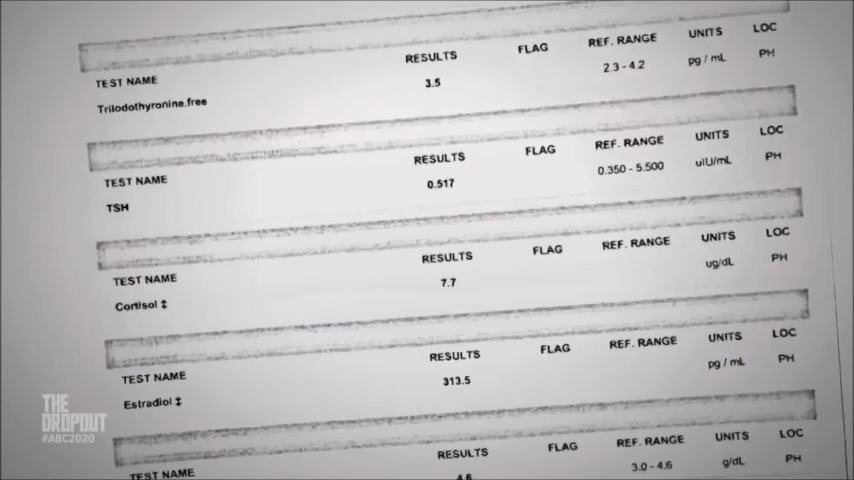 TEST NAME RESULTS FLAG REF. RANGE UNITS LOC
Triiodothyronine.free 3.5 2.3 - 4.2 pg / mL PH
TEST NAME RESULTS FLAG REF. RANGE UNITS LOC
TSH 0.517 0.350 - 5.500 uIU/mL PH
TEST NAME RESULTS FLAG REF. RANGE UNITS LOC
Cortisol ‡ 7.7 ug/dL PH
TEST NAME RESULTS FLAG REF. RANGE UNITS LOC
Estradiol ‡ 313.5 pg / mL PH
TEST NAME RESULTS FLAG REF. RANGE UNITS LOC
4.6 3.0 - 4.6 g/dL PH
THE
DROPOUT
#ABC2020